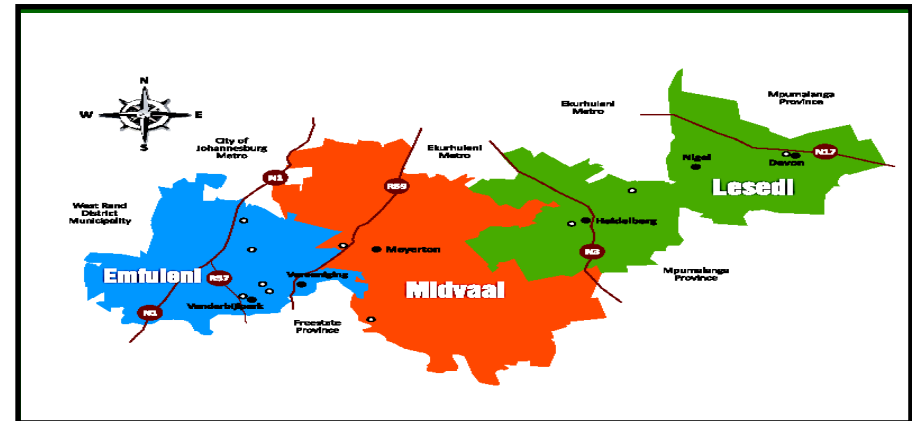 N
W
E
S
City of
Johannesburg
Metro
Ekurhuleni
Metro
Ekurhuleni
Metro
Mpumalanga
Province
N1
R59
Nigel
Devon
N17
Lesedi
West Rand
District
Municipality
Heidelberg
Meyerton
N3
Mpumalanga
Province
Emfuleni
R57
Vereeniging
Midvaal
Vanderbijlpark
N1
Freestate
Province